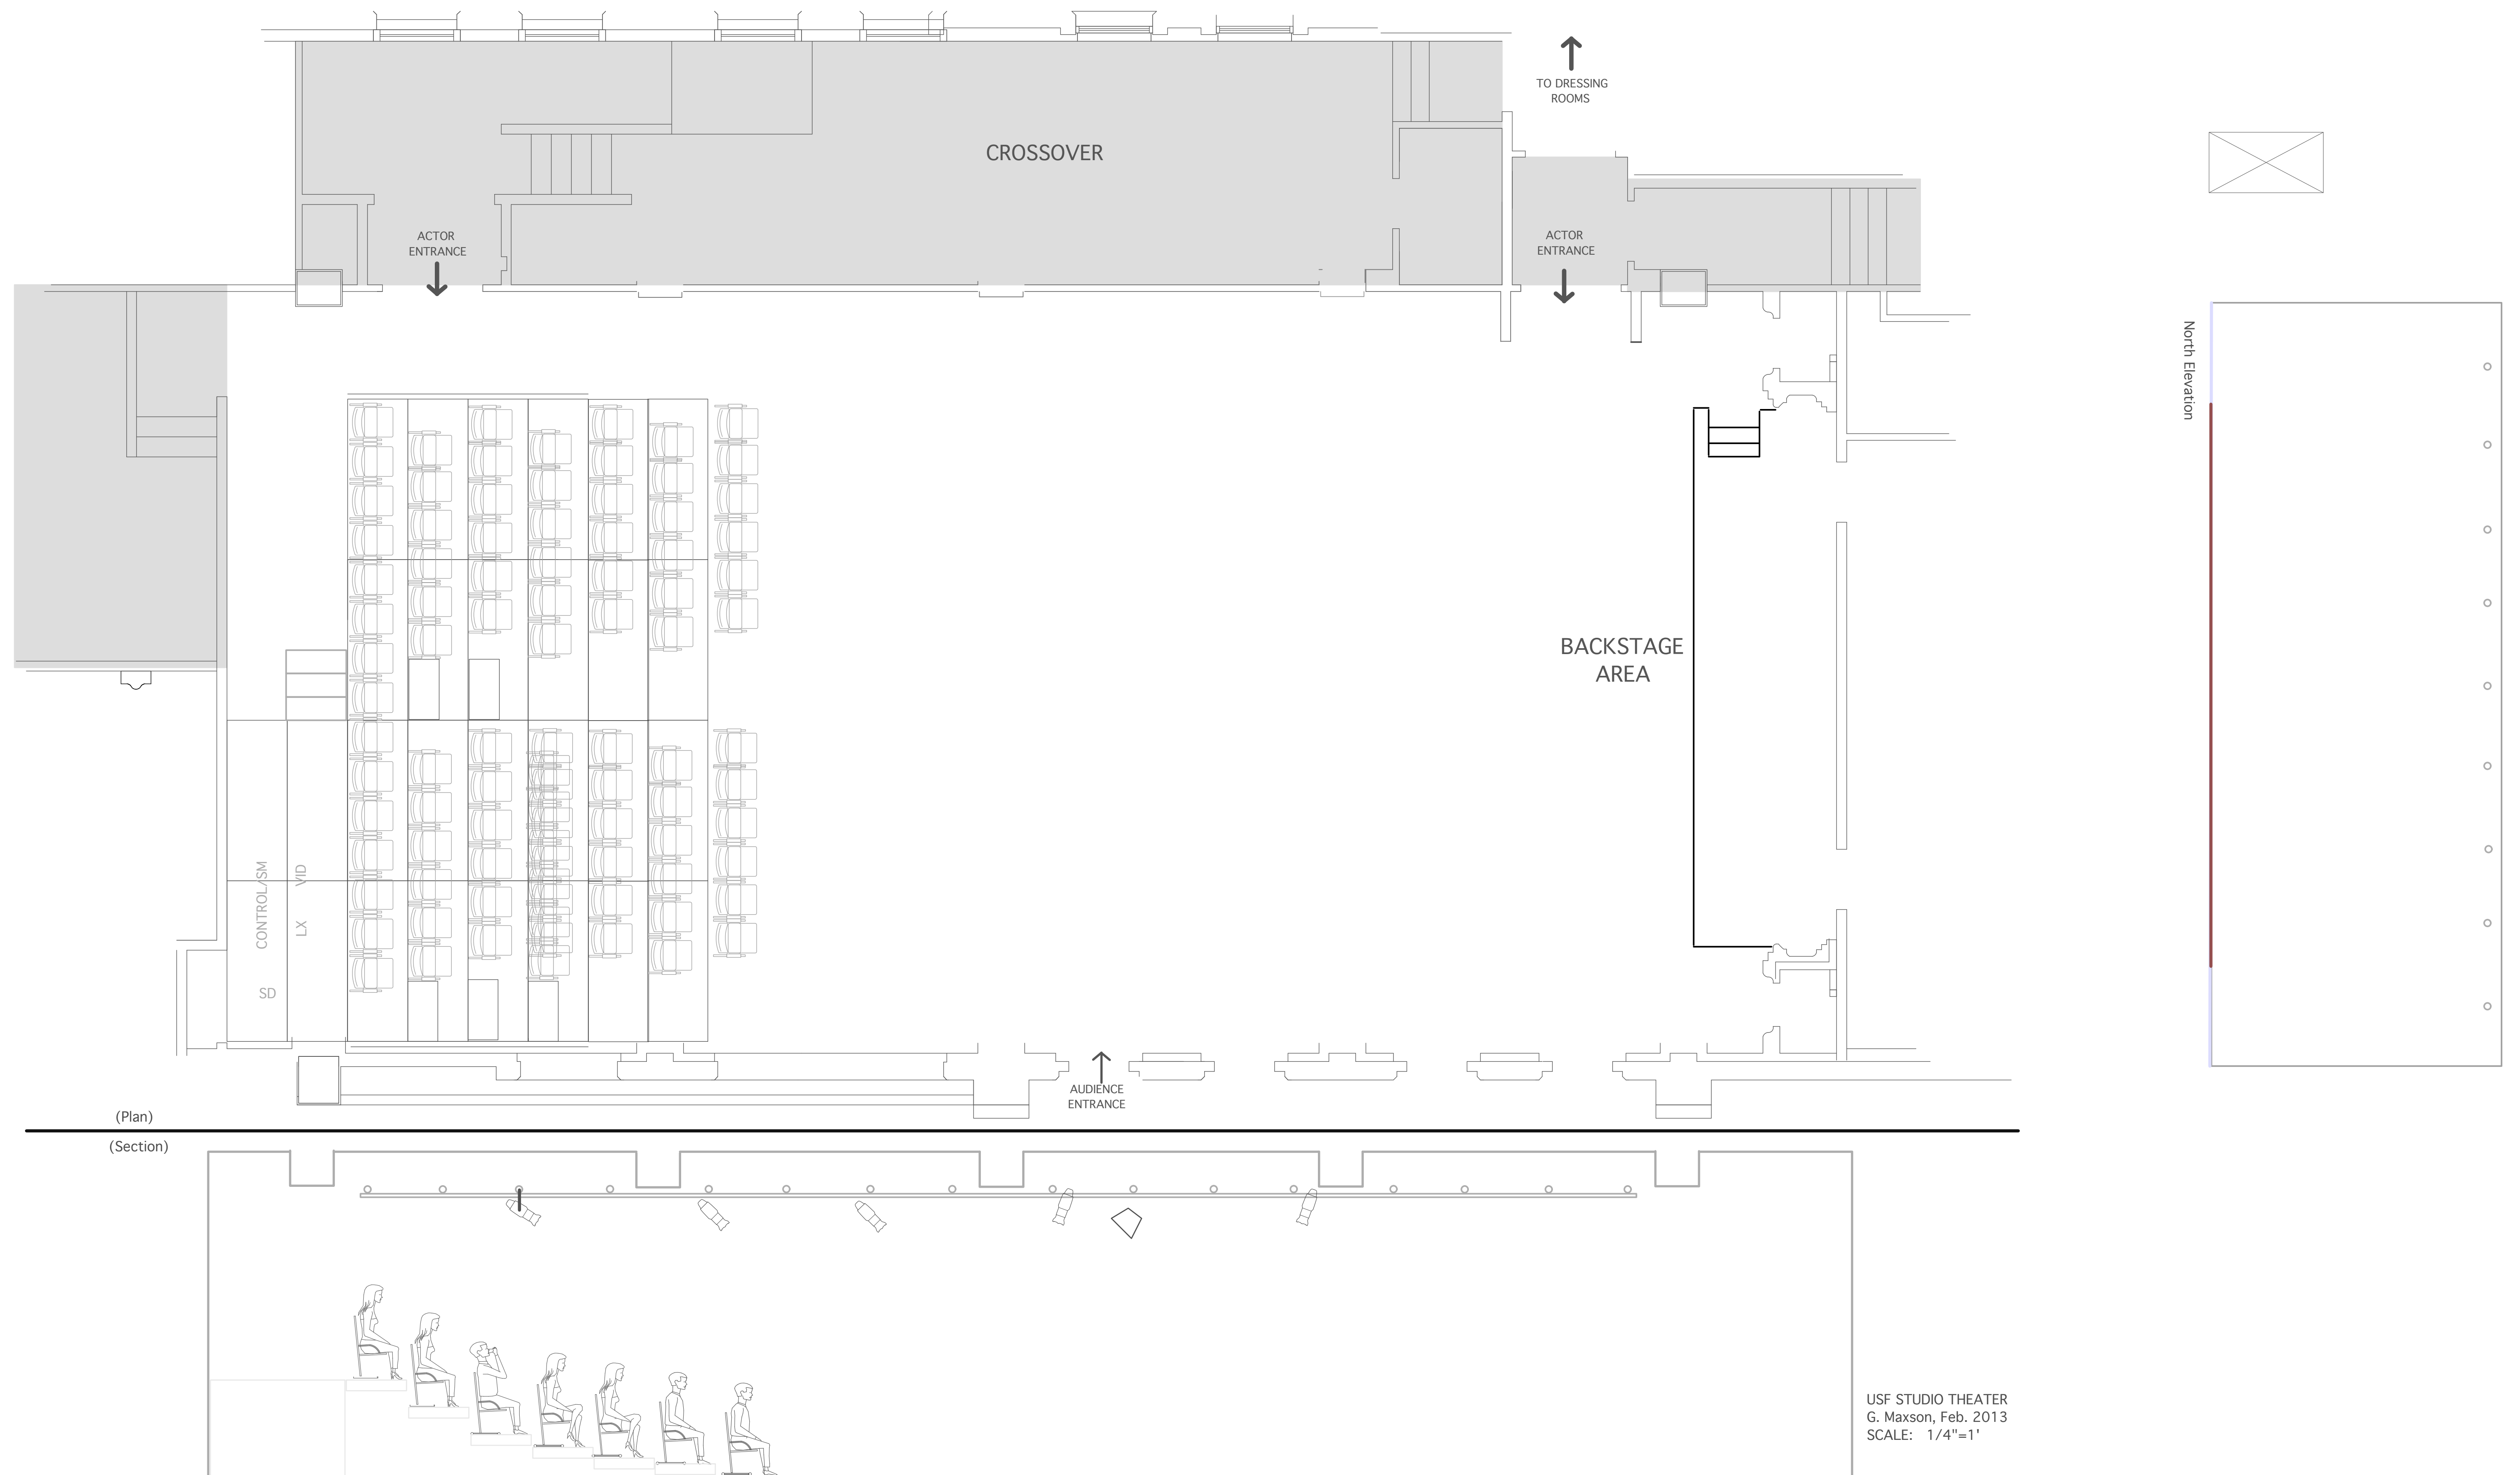 TO DRESSING
ROOMS
CROSSOVER
ACTOR
ENTRANCE
ACTOR
ENTRANCE
North Elevation
BACKSTAGE
AREA
CONTROL/SM
VID
LX
SD
AUDIENCE
ENTRANCE
(Plan)
(Section)
USF STUDIO THEATER
G. Maxson, Feb. 2013
SCALE: 1/4"=1'